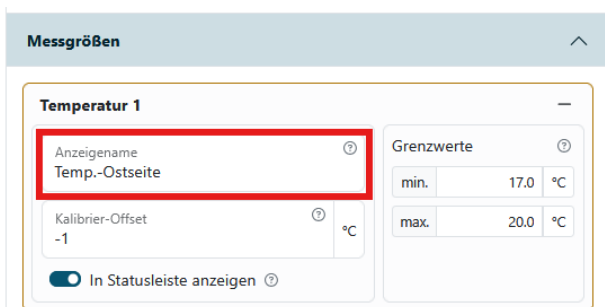 Messgrößen
Temperatur 1
Anzeigename
Temp.-Ostseite
Kalibrier-Offset
-1
°C
In Statusleiste anzeigen
Grenzwerte
min. 17.0 °C
max. 20.0 °C